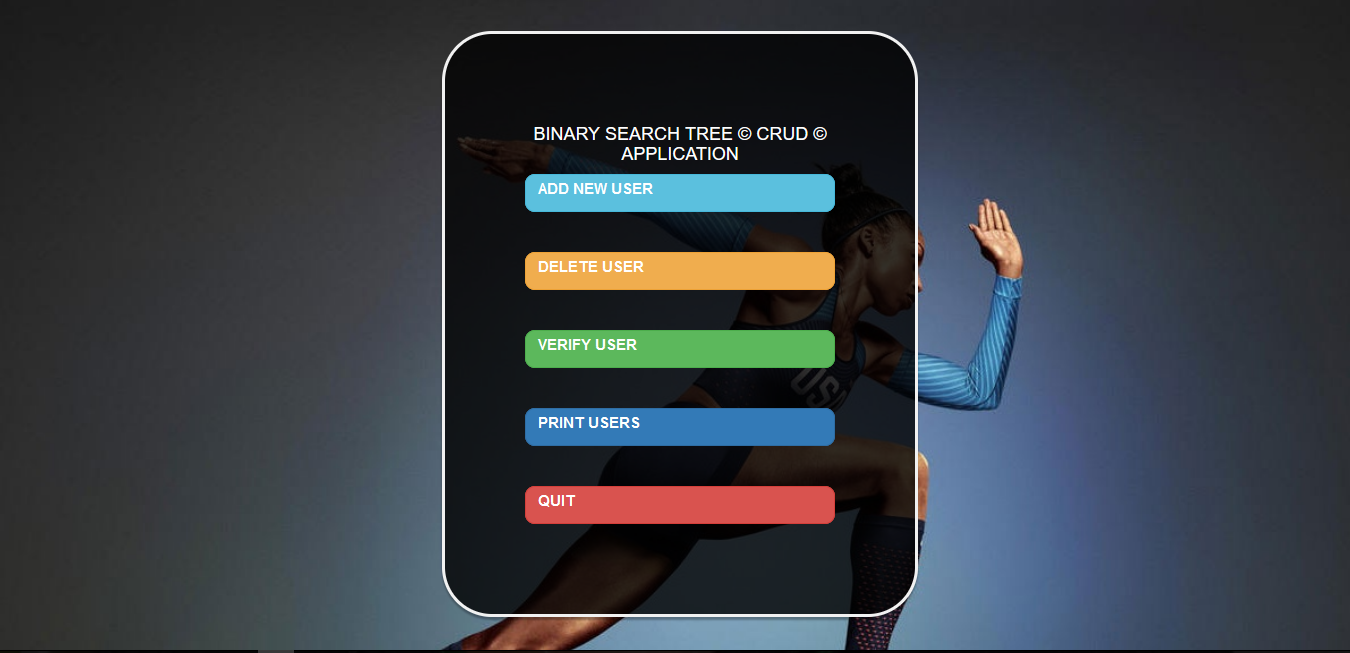 BINARY SEARCH TREE © CRUD ©
APPLICATION
ADD NEW USER
DELETE USER
VERIFY USER
PRINT USERS
QUIT